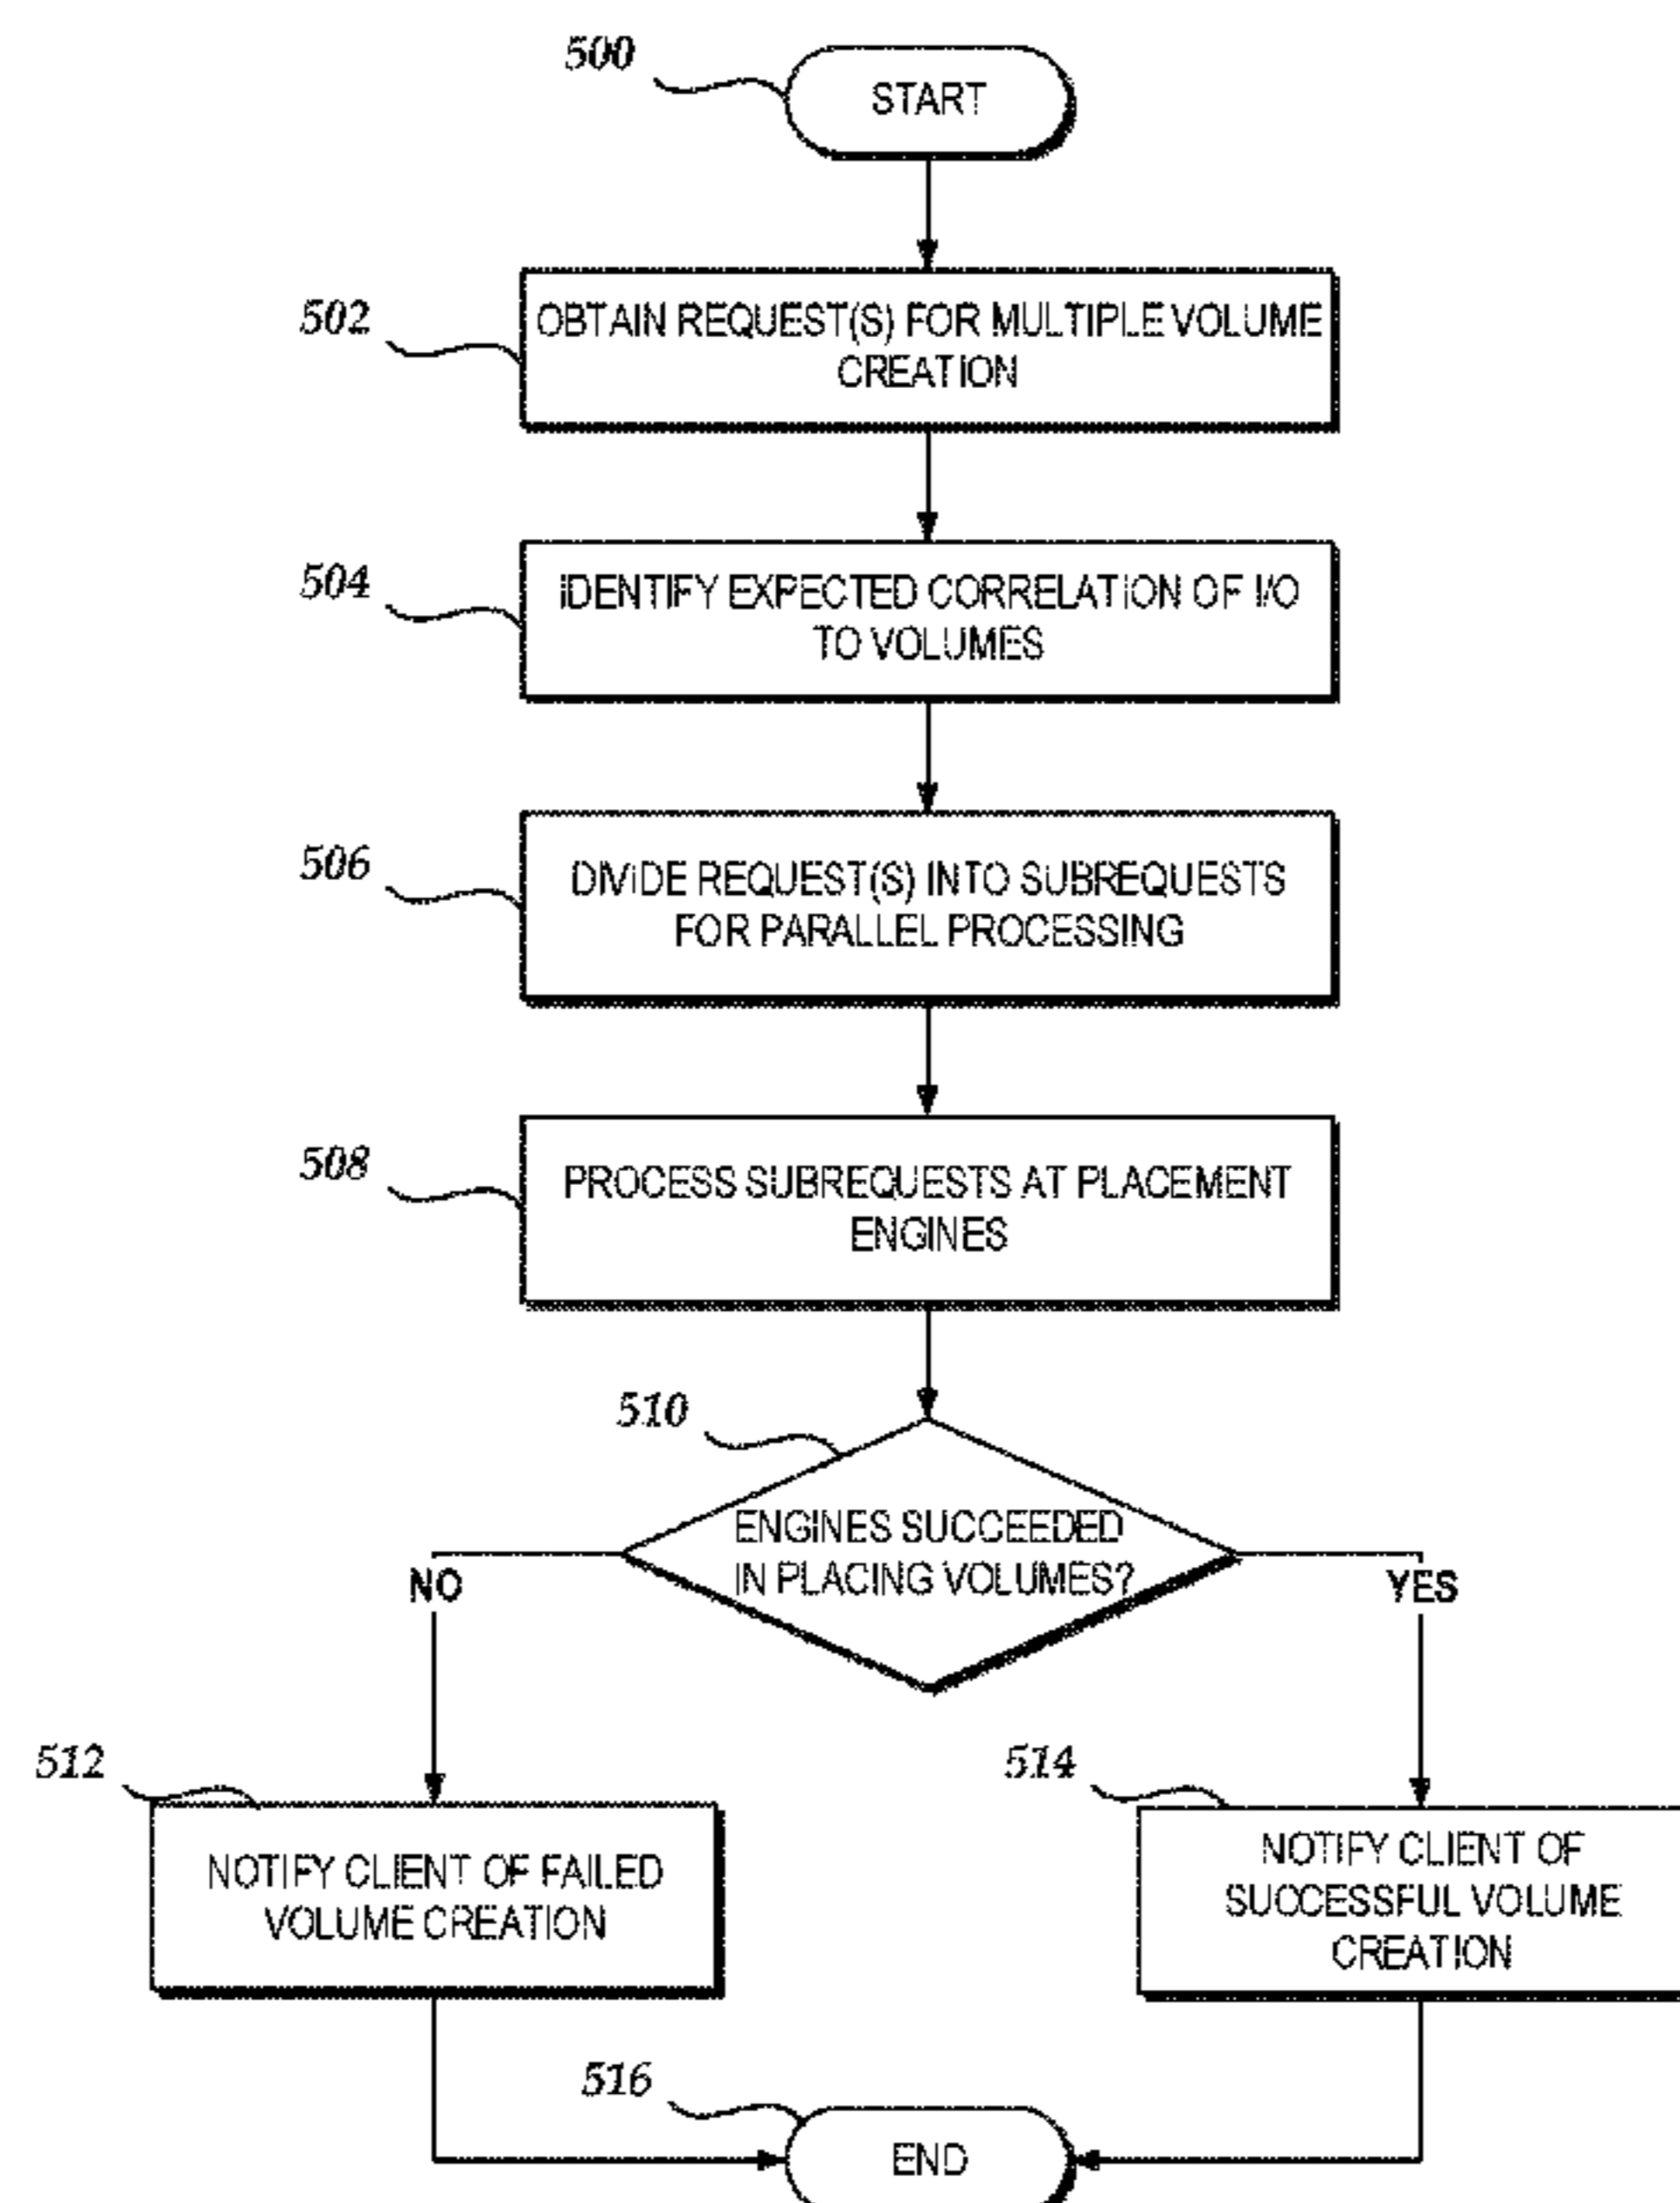 500
START
502
OBTAIN REQUEST(S) FOR MULTIPLE VOLUME
CREATION
504
IDENTIFY EXPECTED CORRELATION OF I/O
TO VOLUMES
506
DIVIDE REQUEST(S) INTO SUBREQUESTS
FOR PARALLEL PROCESSING
508
PROCESS SUBREQUESTS AT PLACEMENT
ENGINES
510
ENGINES SUCCEEDED
IN PLACING VOLUMES?
NO
YES
512
NOTIFY CLIENT OF FAILED
VOLUME CREATION
514
NOTIFY CLIENT OF
SUCCESSFUL VOLUME
CREATION
516
END